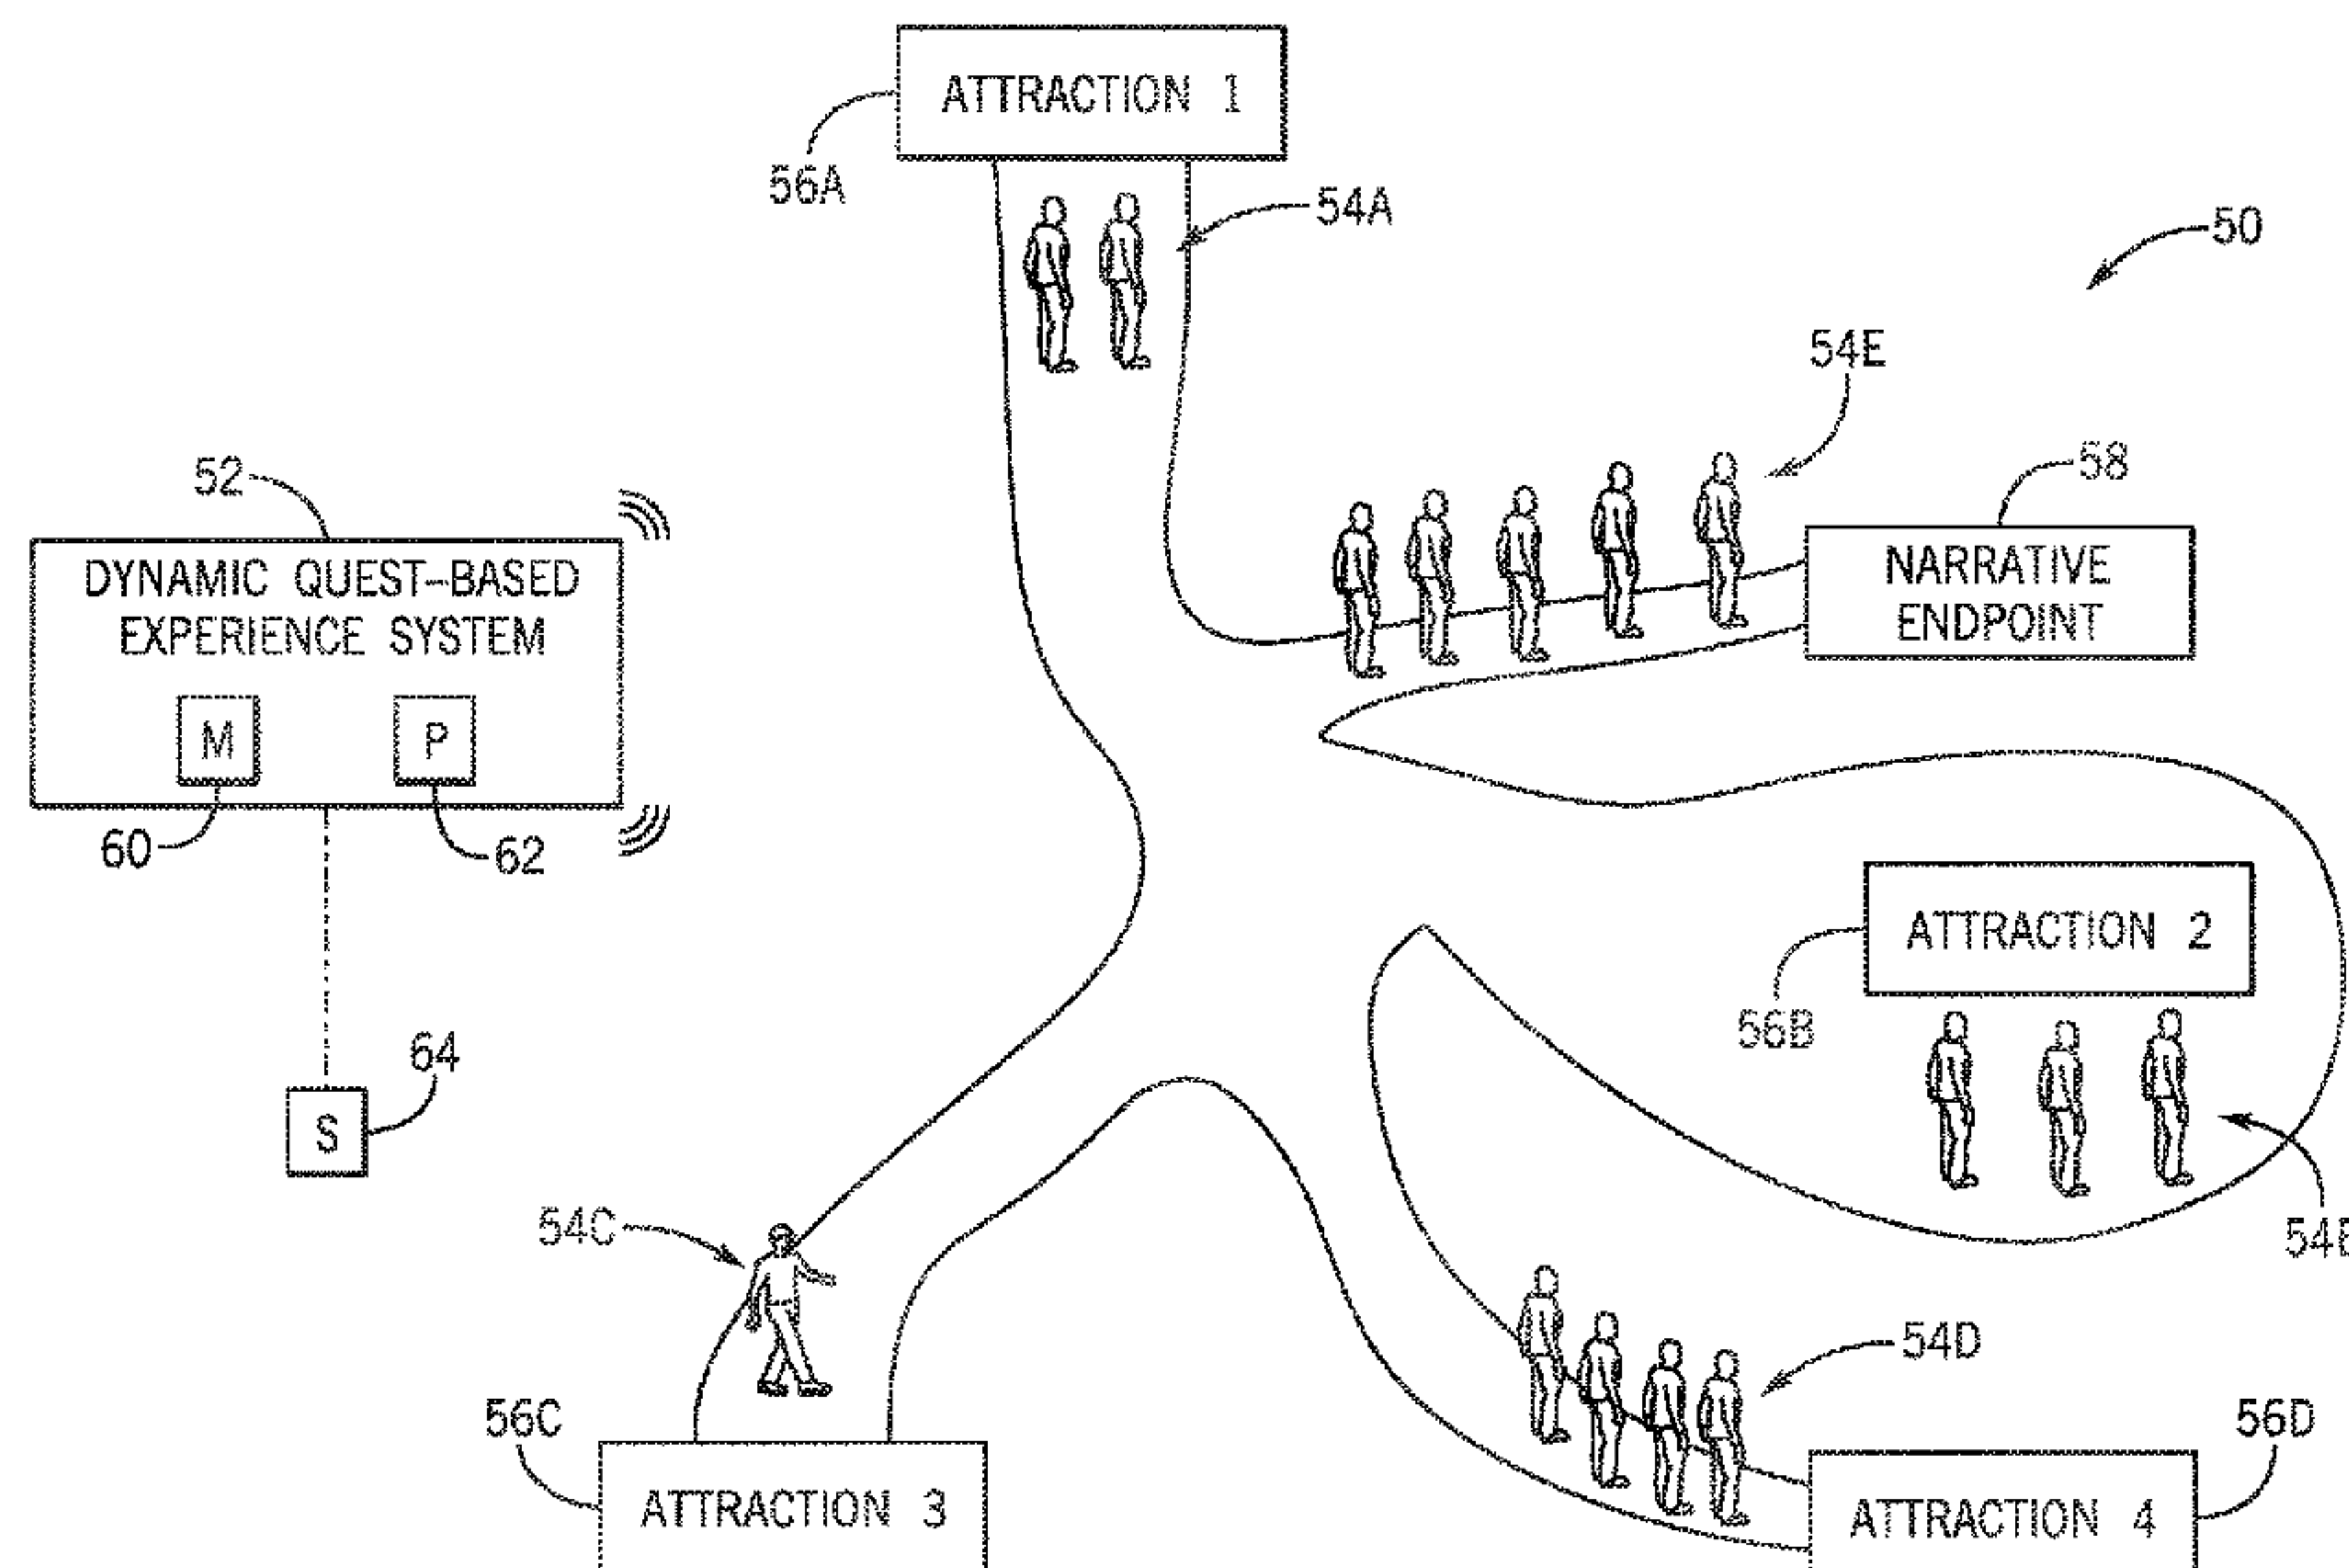 ATTRACTION 1
56A
54A
50
54E
52
58
DYNAMIC QUEST-BASED
EXPERIENCE SYSTEM
NARRATIVE
ENDPOINT
M
P
60
62
ATTRACTION 2
56B
64
S
54C
54D
56C
56D
ATTRACTION 3
ATTRACTION 4